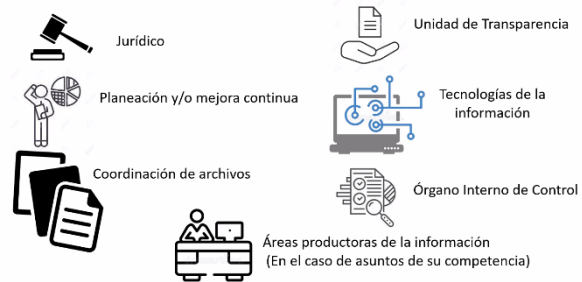 Jurídico
Unidad de Transparencia
Planeación y/o mejora continua
Tecnologías de la
información
Coordinación de archivos
Órgano Interno de Control
Áreas productoras de la información
(En el caso de asuntos de su competencia)